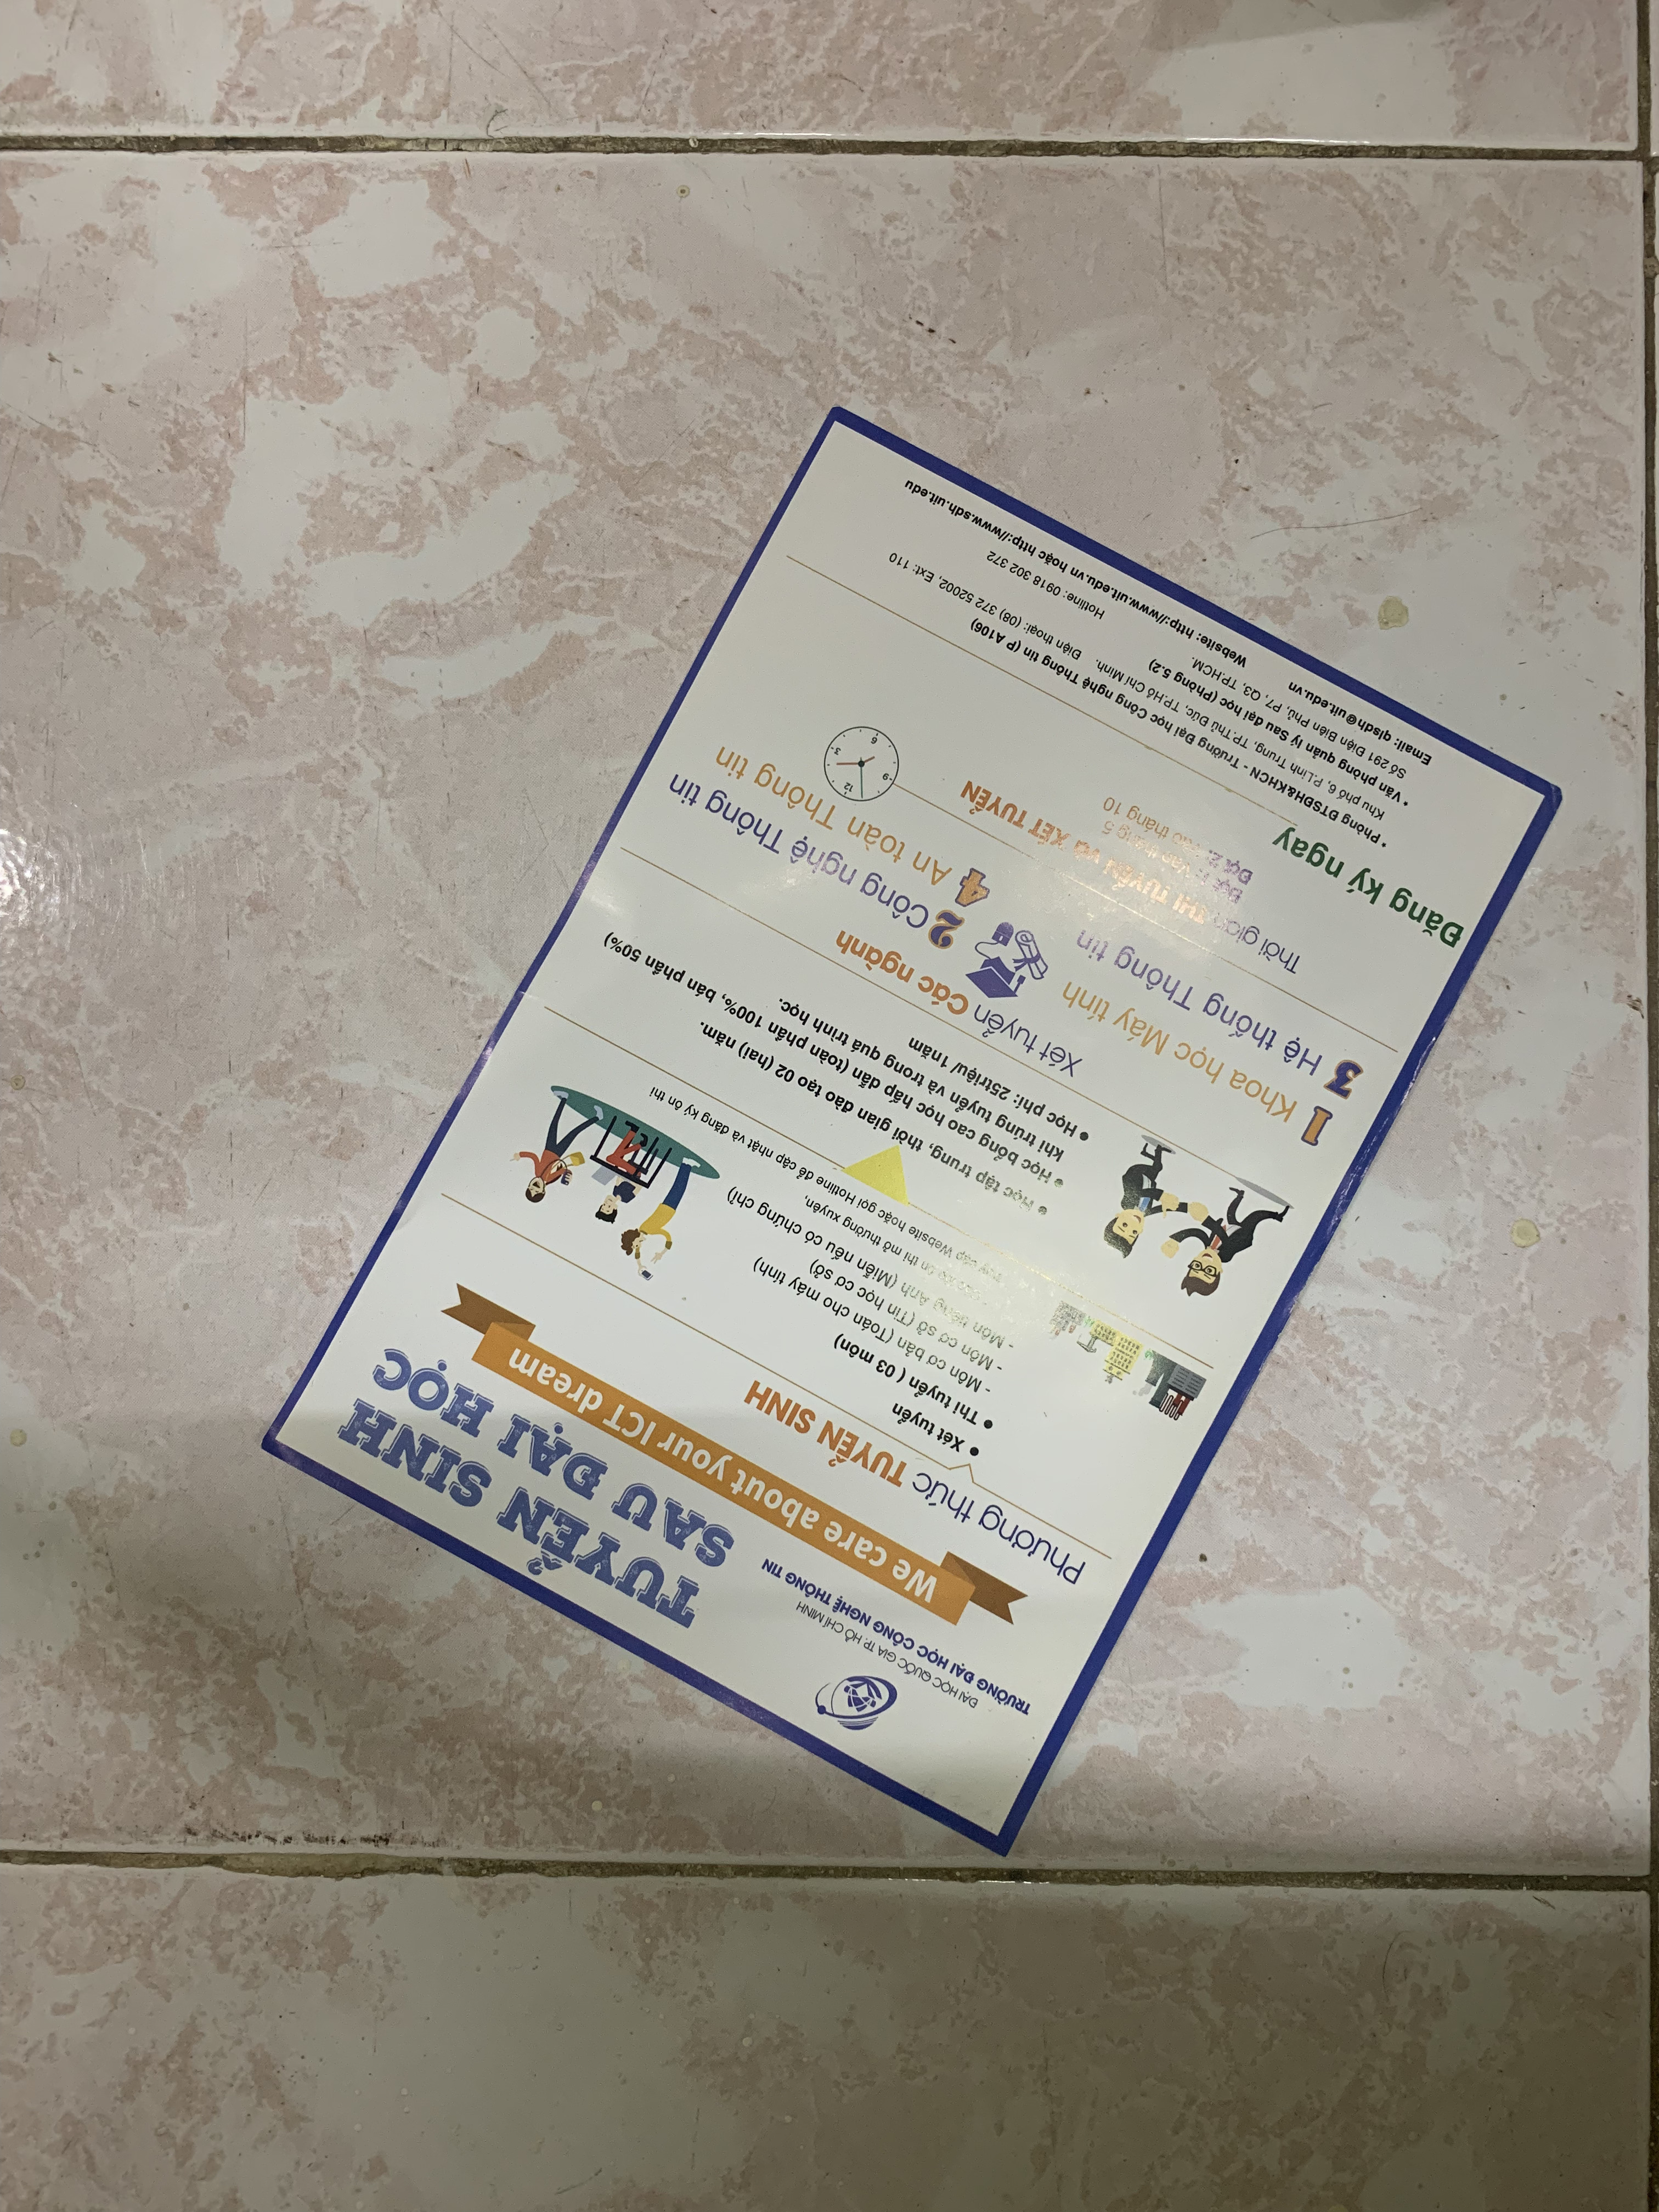 ĐẠI HỌC QUỐC GIA TP. HỒ CHÍ MINH
TRƯỜNG ĐẠI HỌC CÔNG NGHỆ THÔNG TIN
TUYỂN SINH
SAU ĐẠI HỌC
We care about your ICT dream
Phương thức TUYỂN SINH
• Xét tuyển
• Thi tuyển ( 03 môn)
- Môn cơ bản (Toán cho máy tính)
- Môn cơ sở (Tin học cơ sở)
- Môn tiếng Anh (Miễn nếu có chứng chỉ)
ôn thi mở thường xuyên,
cập Website hoặc gọi Hotline để cập nhật và đăng ký ôn thi
• Học tập trung, thời gian đào tạo 02 (hai) năm.
• Học bổng cao học hấp dẫn (toàn phần 100%, bán phần 50%)
khi trúng tuyển và trong quá trình học.
• Học phí: 25triệu/ 1năm
Xét tuyển Các ngành
1 Khoa học Máy tính
2 Công nghệ Thông tin
3 Hệ thống Thông tin
4 An toàn Thông tin
Thời gian THI TUYỂN và XÉT TUYỂN
Đợt 1: vào tháng 5
Đợt 2: vào tháng 10
12
3
6
9
Đăng ký ngay
• Phòng ĐTSĐH&KHCN - Trường Đại học Công nghệ Thông tin (P A106)
Khu phố 6, P.Linh Trung, TP.Thủ Đức, TP.Hồ Chí Minh. Điện thoại: (08) 372 52002, Ext: 110
• Văn phòng quản lý Sau đại học (Phòng 5.2)
Số 291 Điện Biên Phủ, P7, Q3, TP.HCM. Hotline: 0918 302 372
Email: qlsdh@uit.edu.vn Website: http://www.uit.edu.vn hoặc http://www.sdh.uit.edu